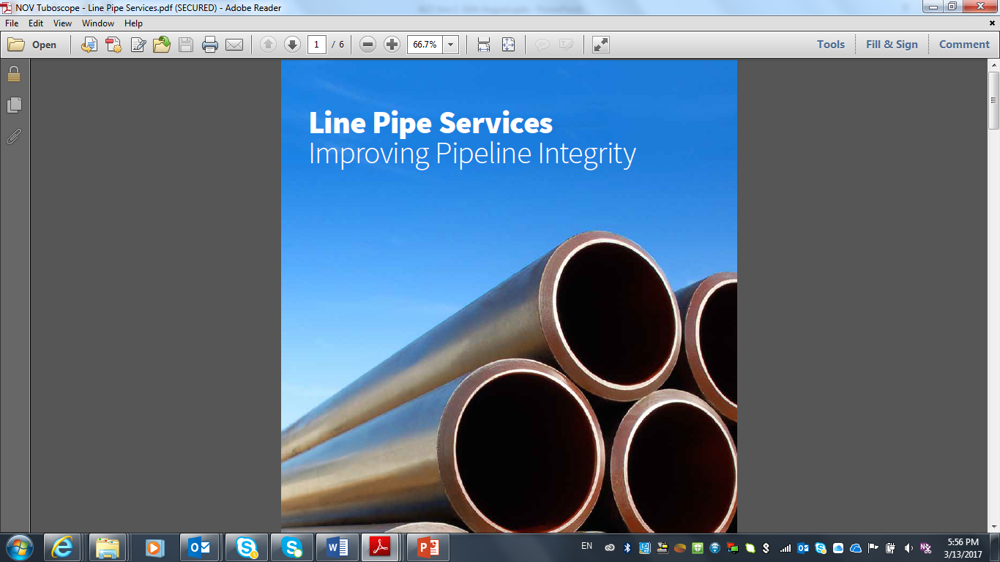 NOV Tuboscope - Line Pipe Services.pdf (SECURED) - Adobe Reader
File Edit View Window Help
Open 1 / 6 66.7% Tools Fill & Sign Comment
Line Pipe Services
Improving Pipeline Integrity
EN
5:56 PM
3/13/2017